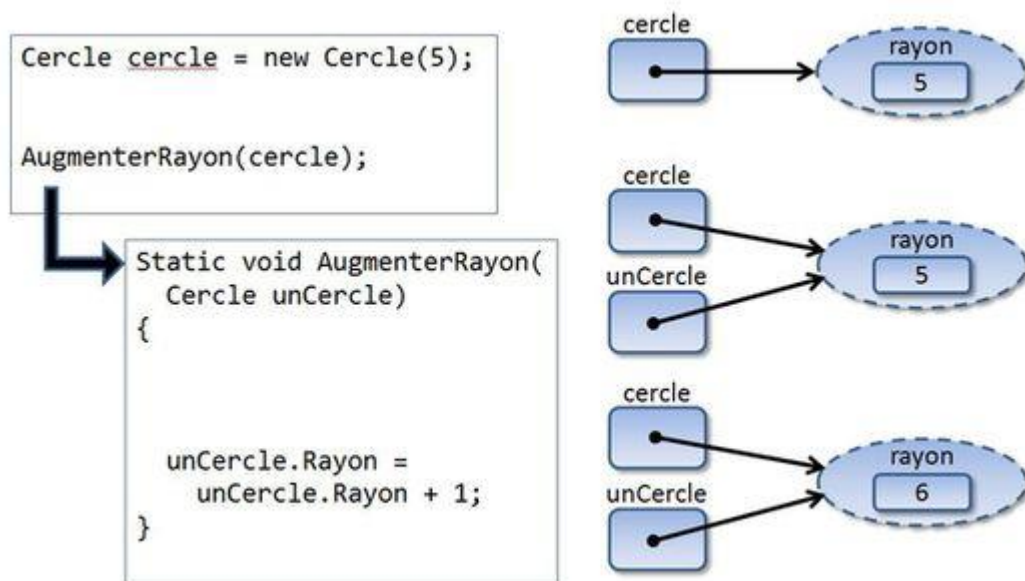 Cercle cercle = new Cercle(5);
AugmenterRayon(cercle);
Static void AugmenterRayon(
Cercle unCercle)
{
unCercle.Rayon =
unCercle.Rayon + 1;
}
cercle
rayon
5
cercle
unCercle
rayon
5
cercle
unCercle
rayon
6